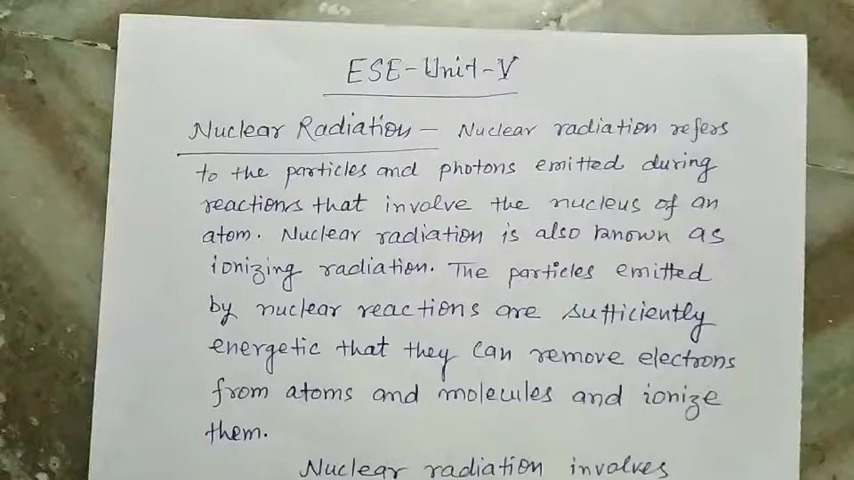 ESE-Unit-V
Nuclear Radiation - Nuclear radiation refers
to the particles and photons emitted during
reactions that involve the nucleus of an
atom. Nuclear radiation is also known as
ionizing radiation. The particles emitted
by nuclear reactions are sufficiently
energetic that they can remove electrons
from atoms and molecules and ionize
them.
Nuclear radiation involves